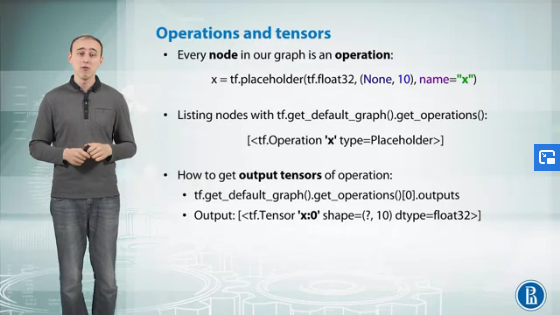 Operations and tensors
• Every node in our graph is an operation:
x = tf.placeholder(tf.float32, (None, 10), name="x")
• Listing nodes with tf.get_default_graph().get_operations():
[<tf.Operation 'x' type=Placeholder>]
• How to get output tensors of operation:
• tf.get_default_graph().get_operations()[0].outputs
• Output: [<tf.Tensor 'x:0' shape=(?, 10) dtype=float32>]